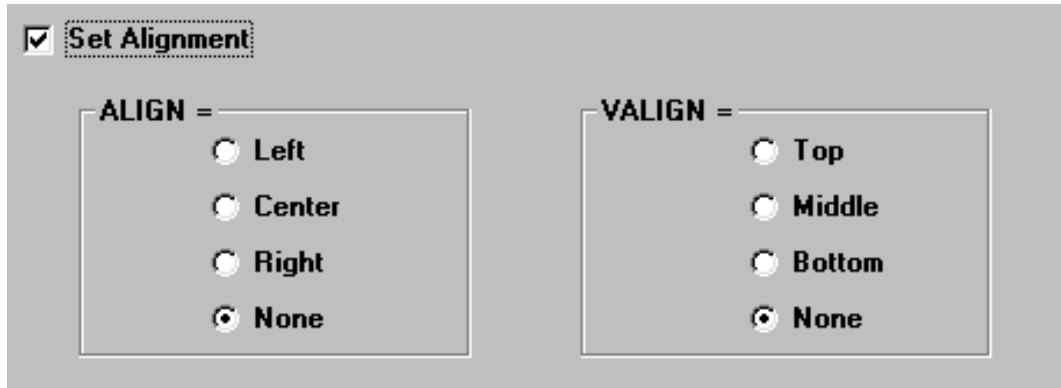 Set Alignment
ALIGN =
Left
Center
Right
None
VALIGN =
Top
Middle
Bottom
None